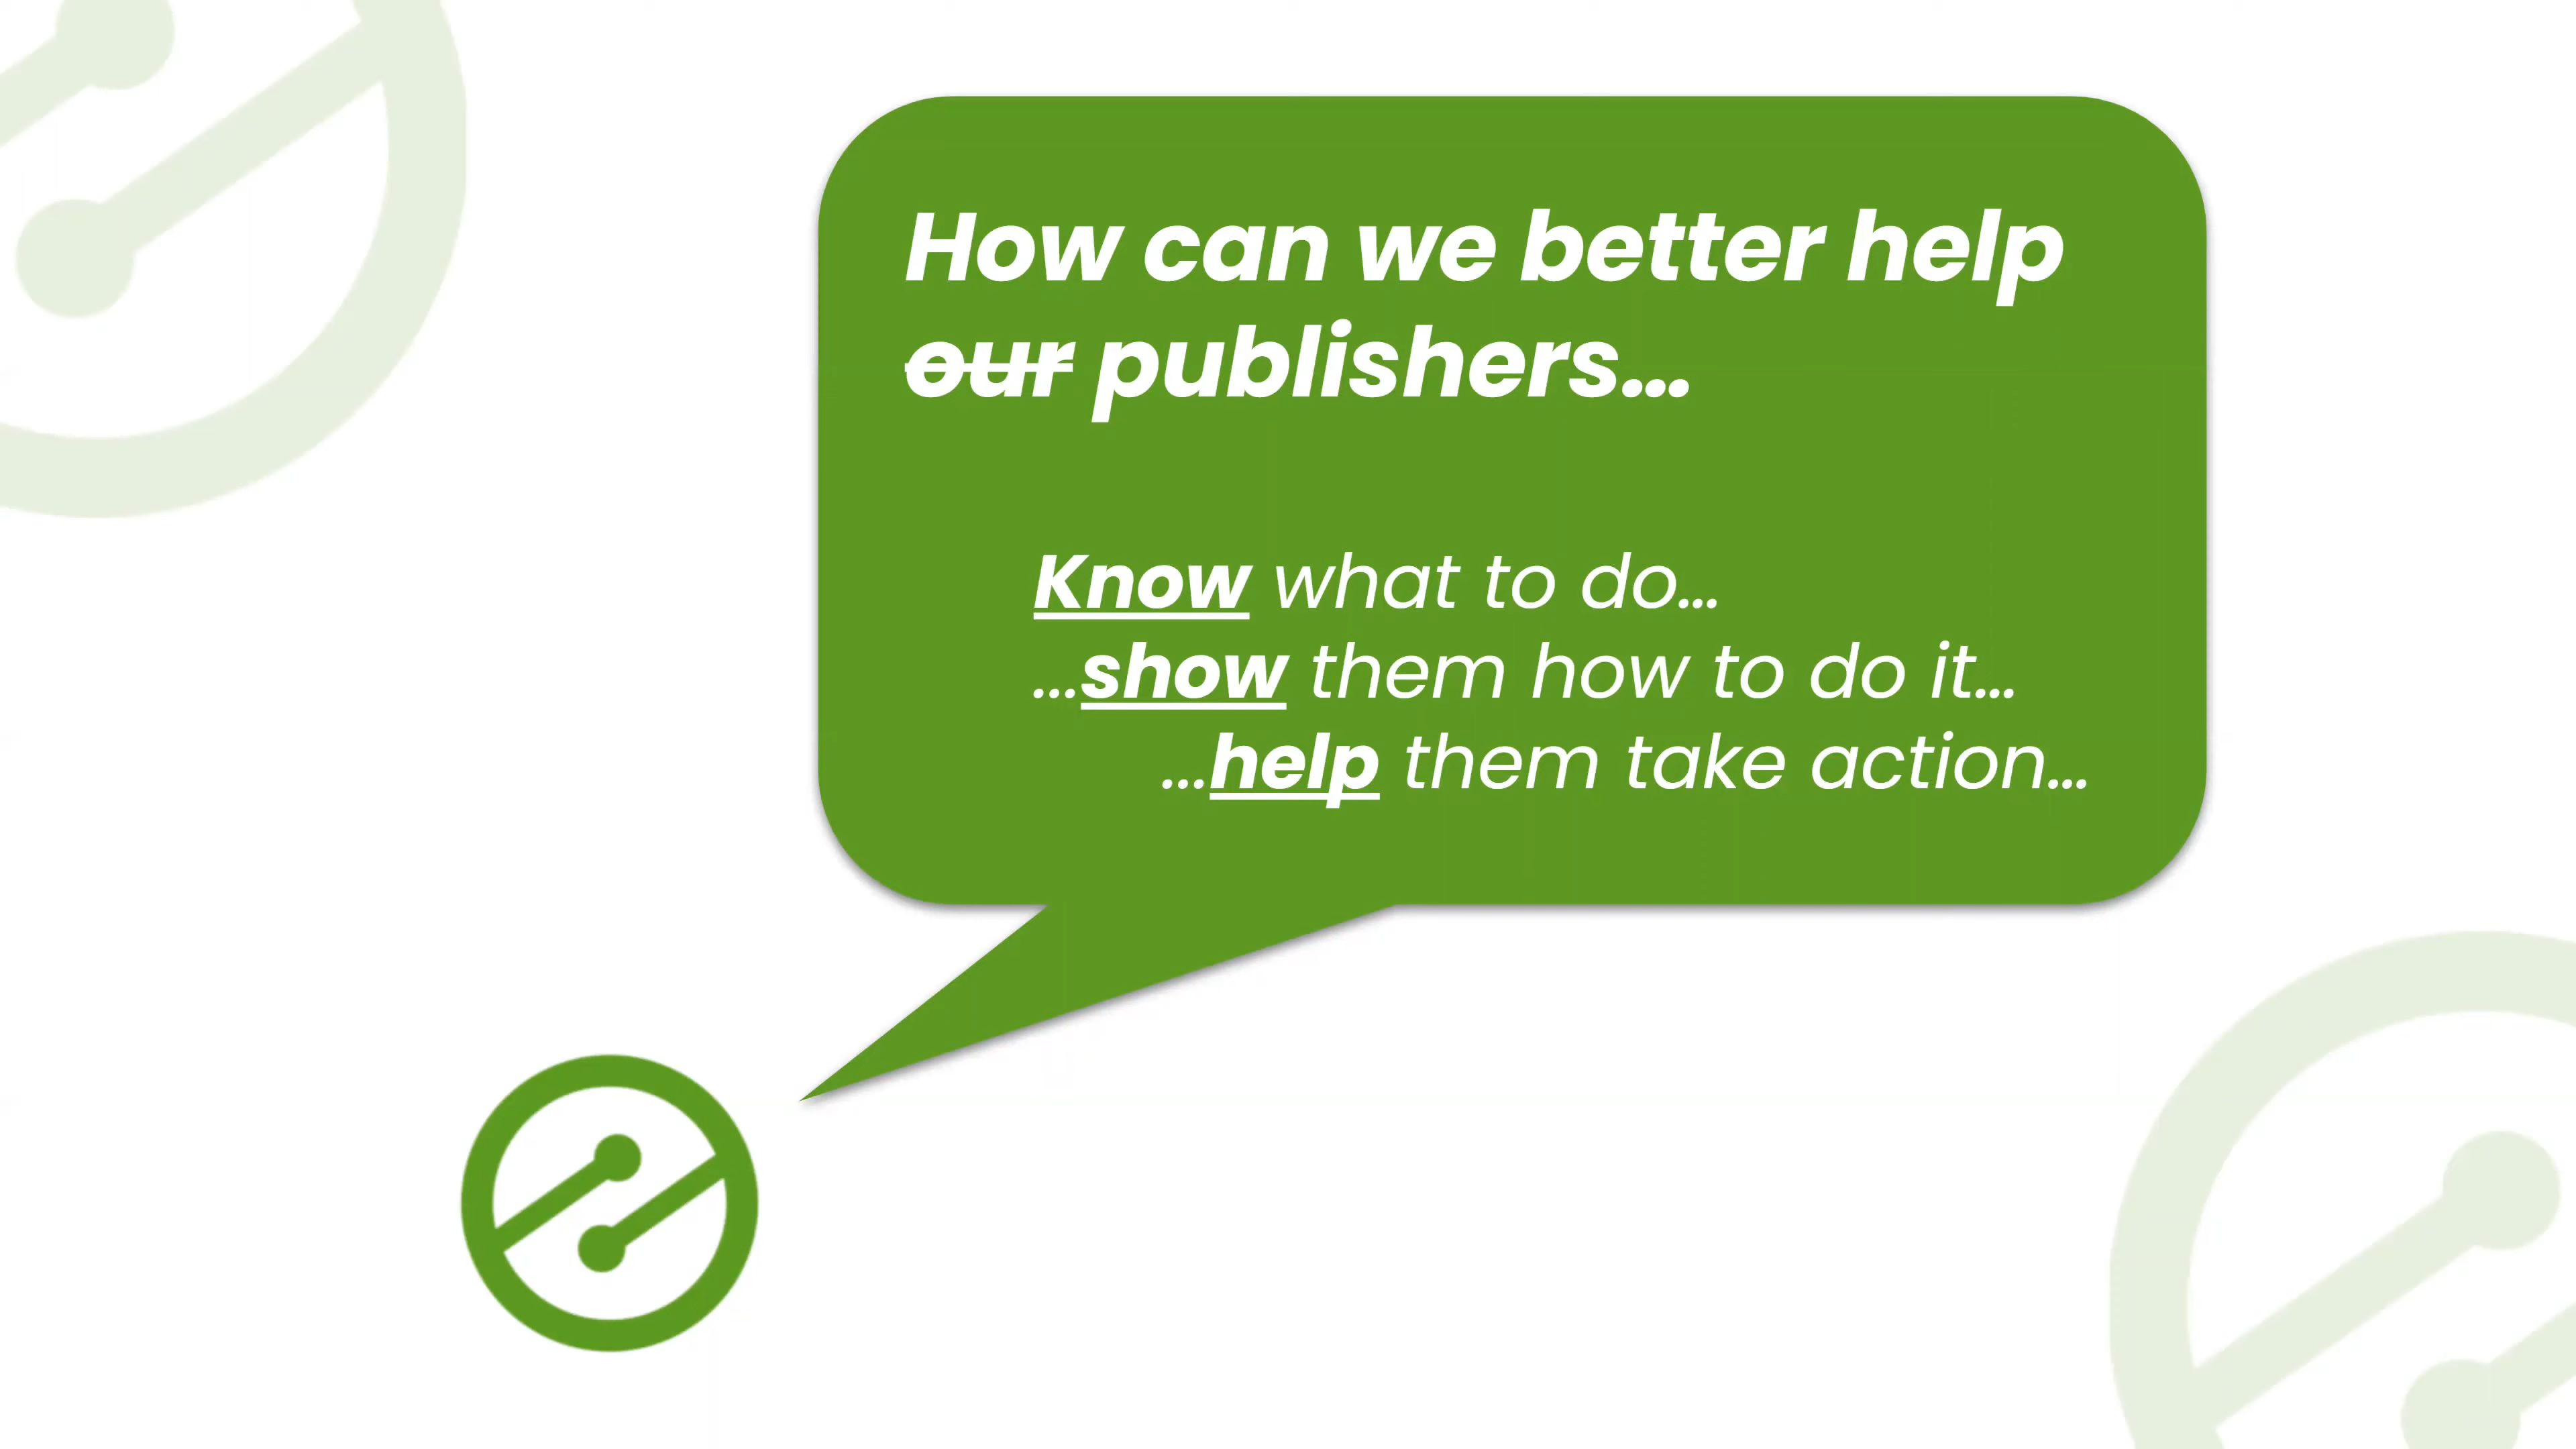 How can we better help
our publishers...
Know what to do...
...show them how to do it...
...help them take action...